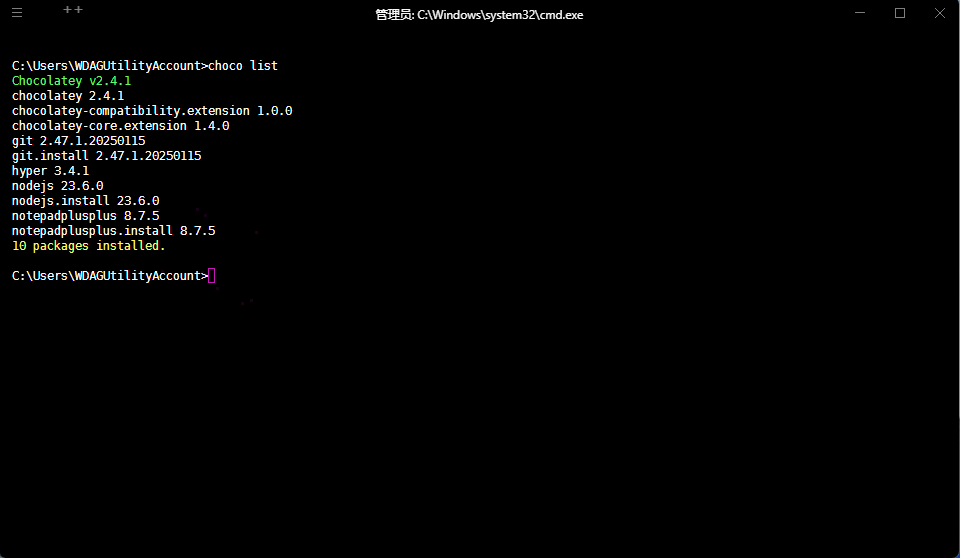 管理员: C:\Windows\system32\cmd.exe
C:\Users\WDAGUtilityAccount>choco list
Chocolatey v2.4.1
chocolatey 2.4.1
chocolatey-compatibility.extension 1.0.0
chocolatey-core.extension 1.4.0
git 2.47.1.20250115
git.install 2.47.1.20250115
hyper 3.4.1
nodejs 23.6.0
nodejs.install 23.6.0
notepadplusplus 8.7.5
notepadplusplus.install 8.7.5
10 packages installed.
C:\Users\WDAGUtilityAccount>